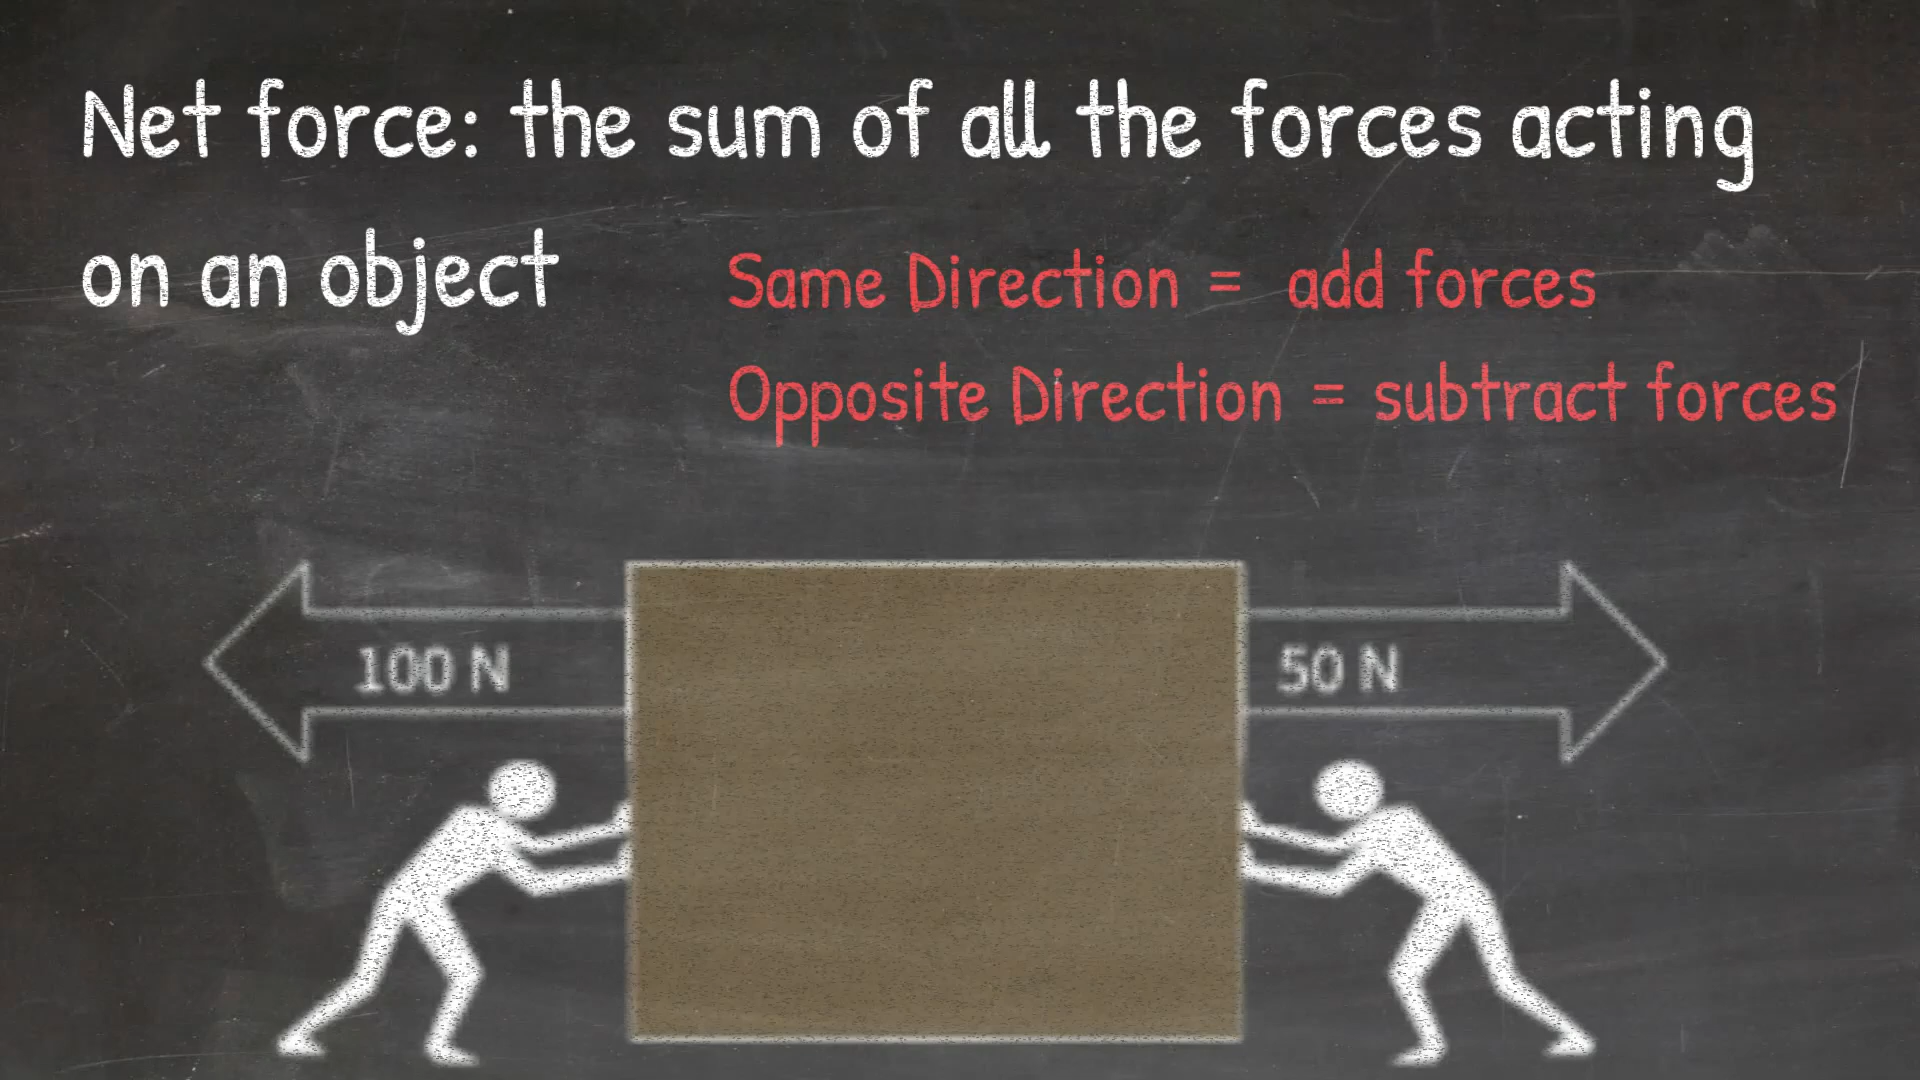 Net force: the sum of all the forces acting
on an object
Same Direction = add forces
Opposite Direction = subtract forces
100 N
50 N